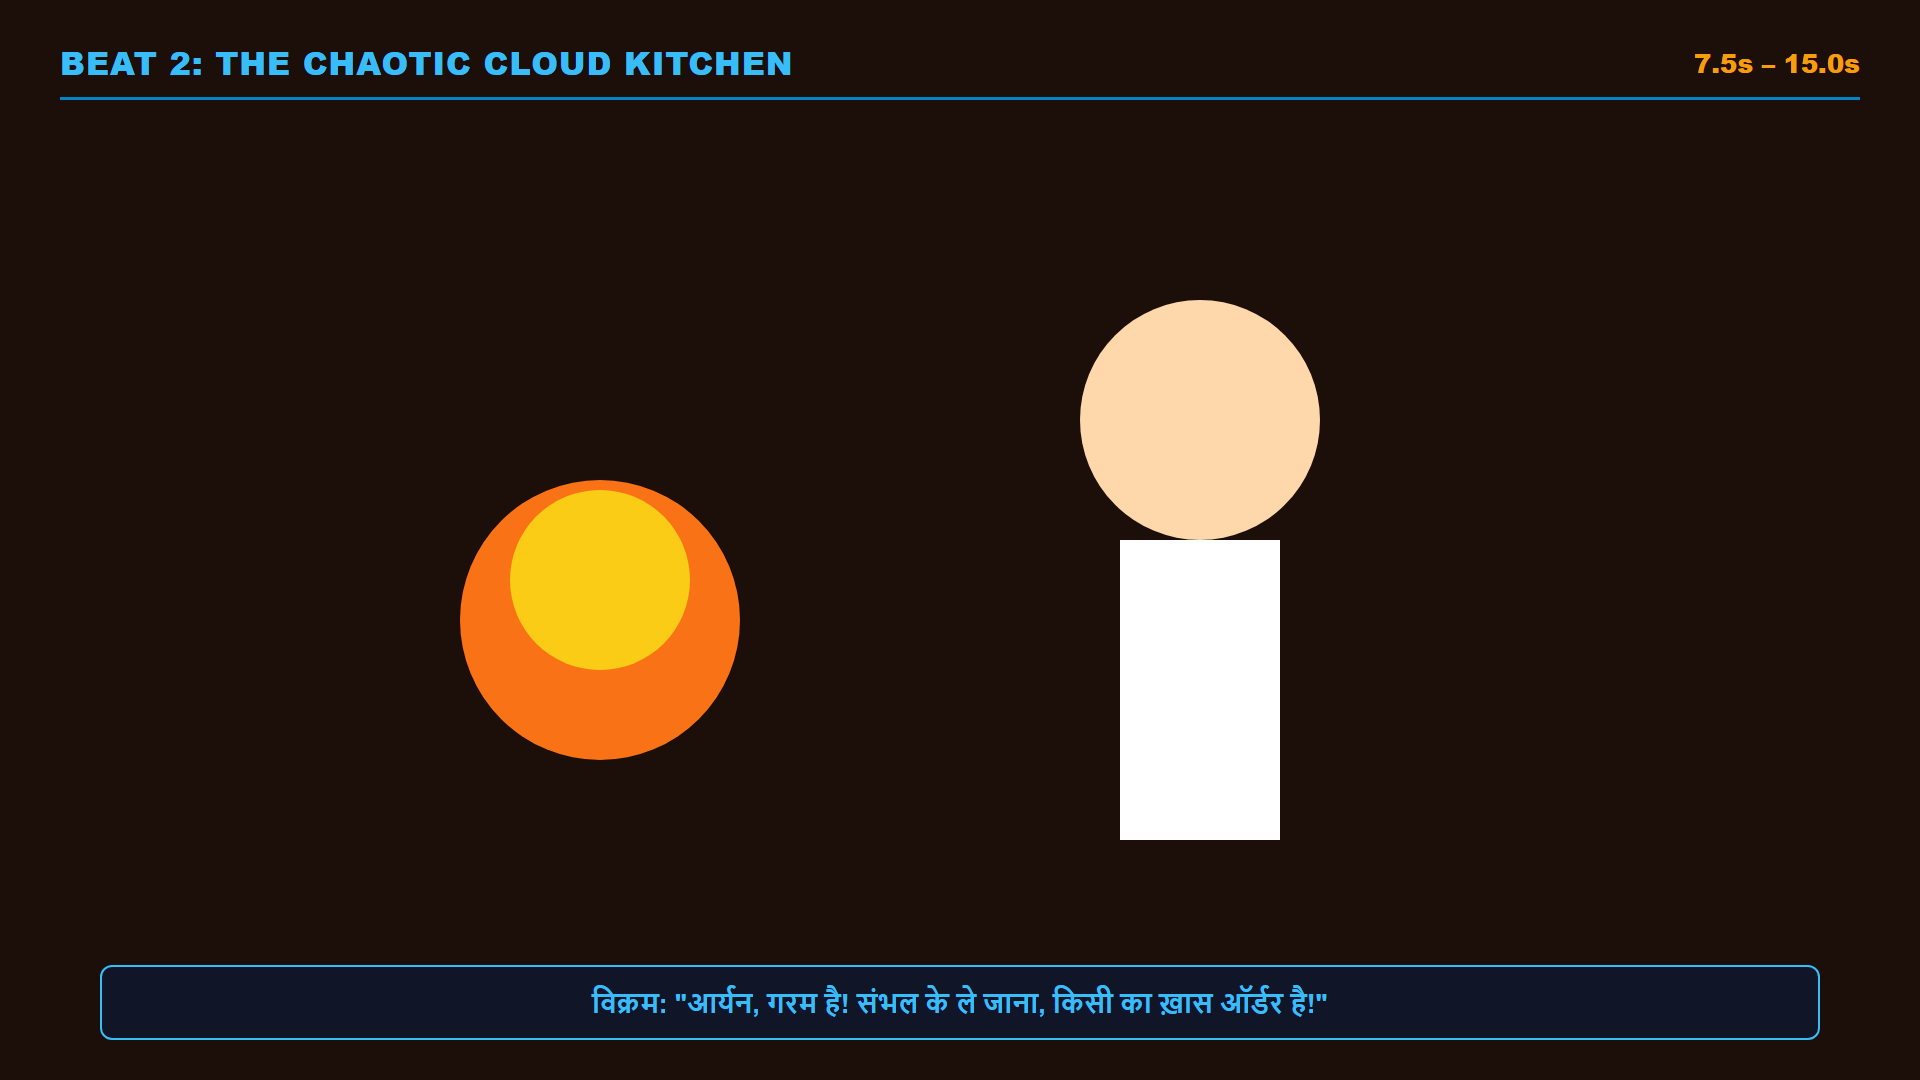 BEAT 2: THE CHAOTIC CLOUD KITCHEN
7.5s – 15.0s
विक्रम: "आर्यन, गरम है! संभल के ले जाना, किसी का ख़ास ऑर्डर है!"